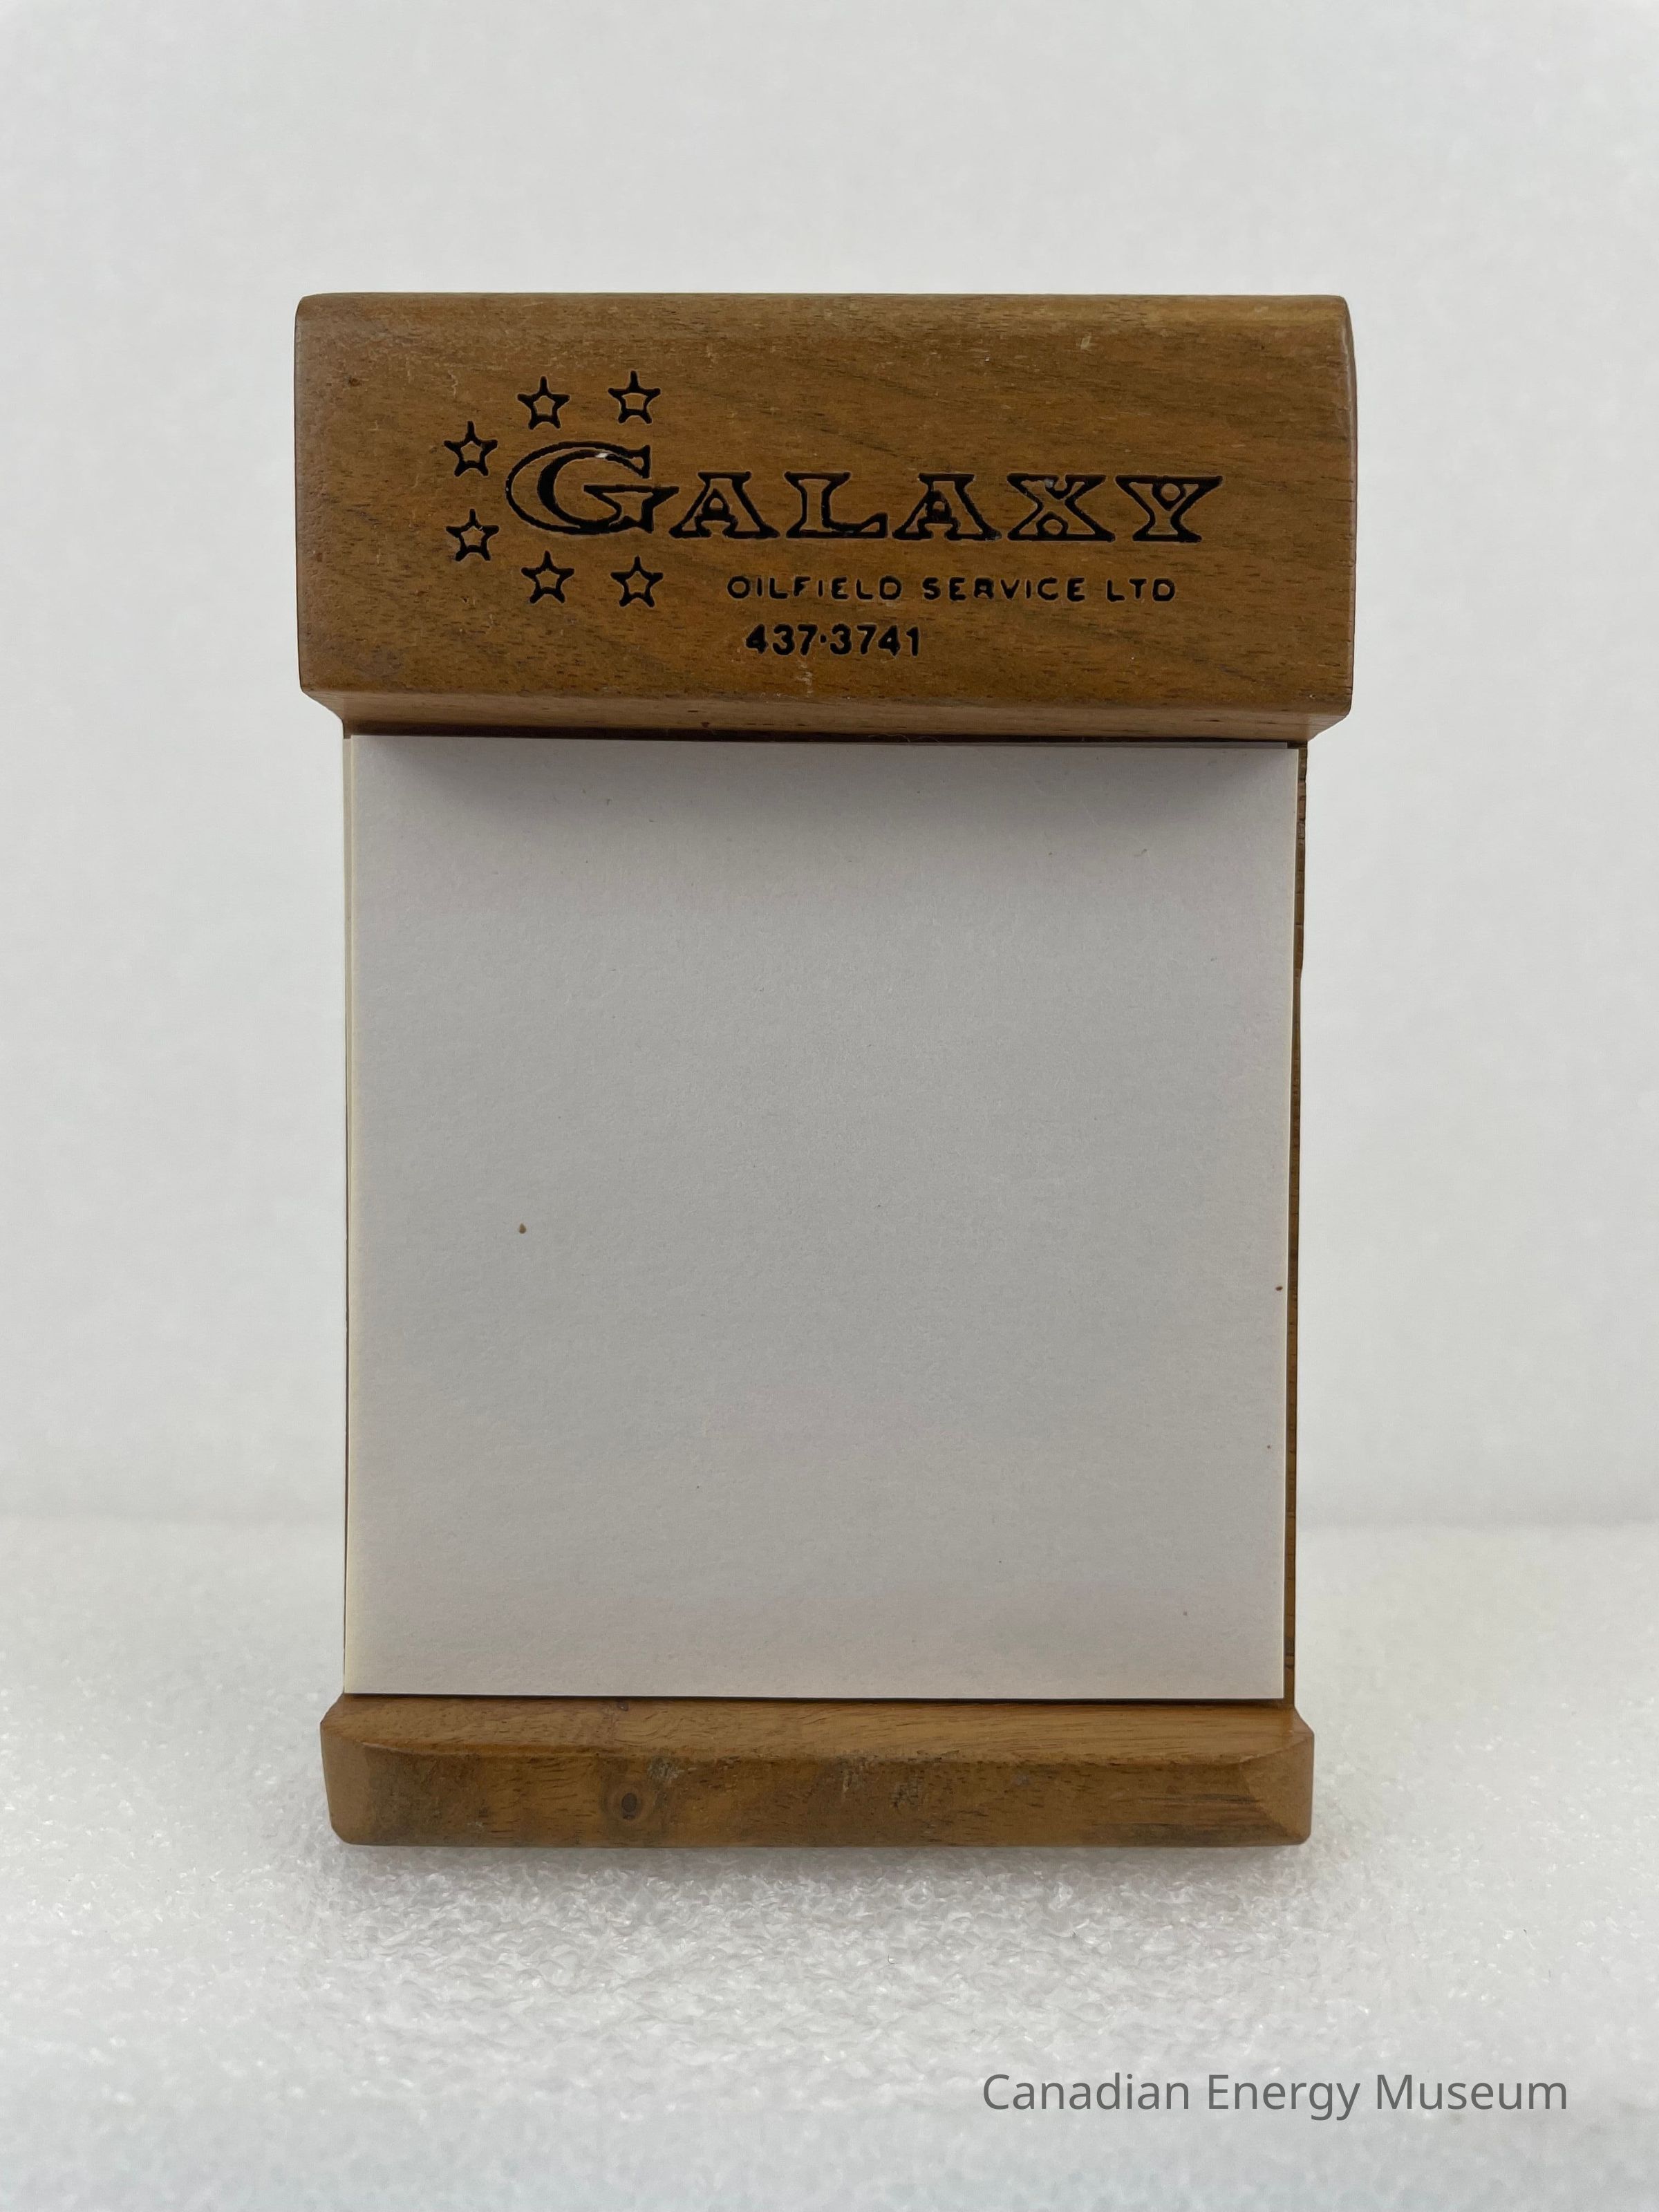 GALAXY
OILFIELD SERVICE LTD
437·3741
Canadian Energy Museum